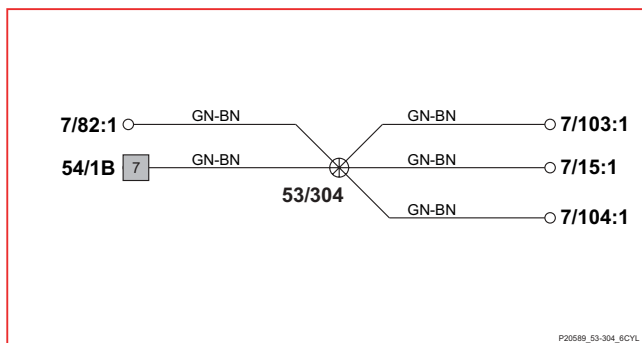 GN-BN GN-BN
7/82:1 7/103:1
GN-BN GN-BN
54/1B 7 7/15:1
53/304
GN-BN
7/104:1
P20589_53-304_6CYL